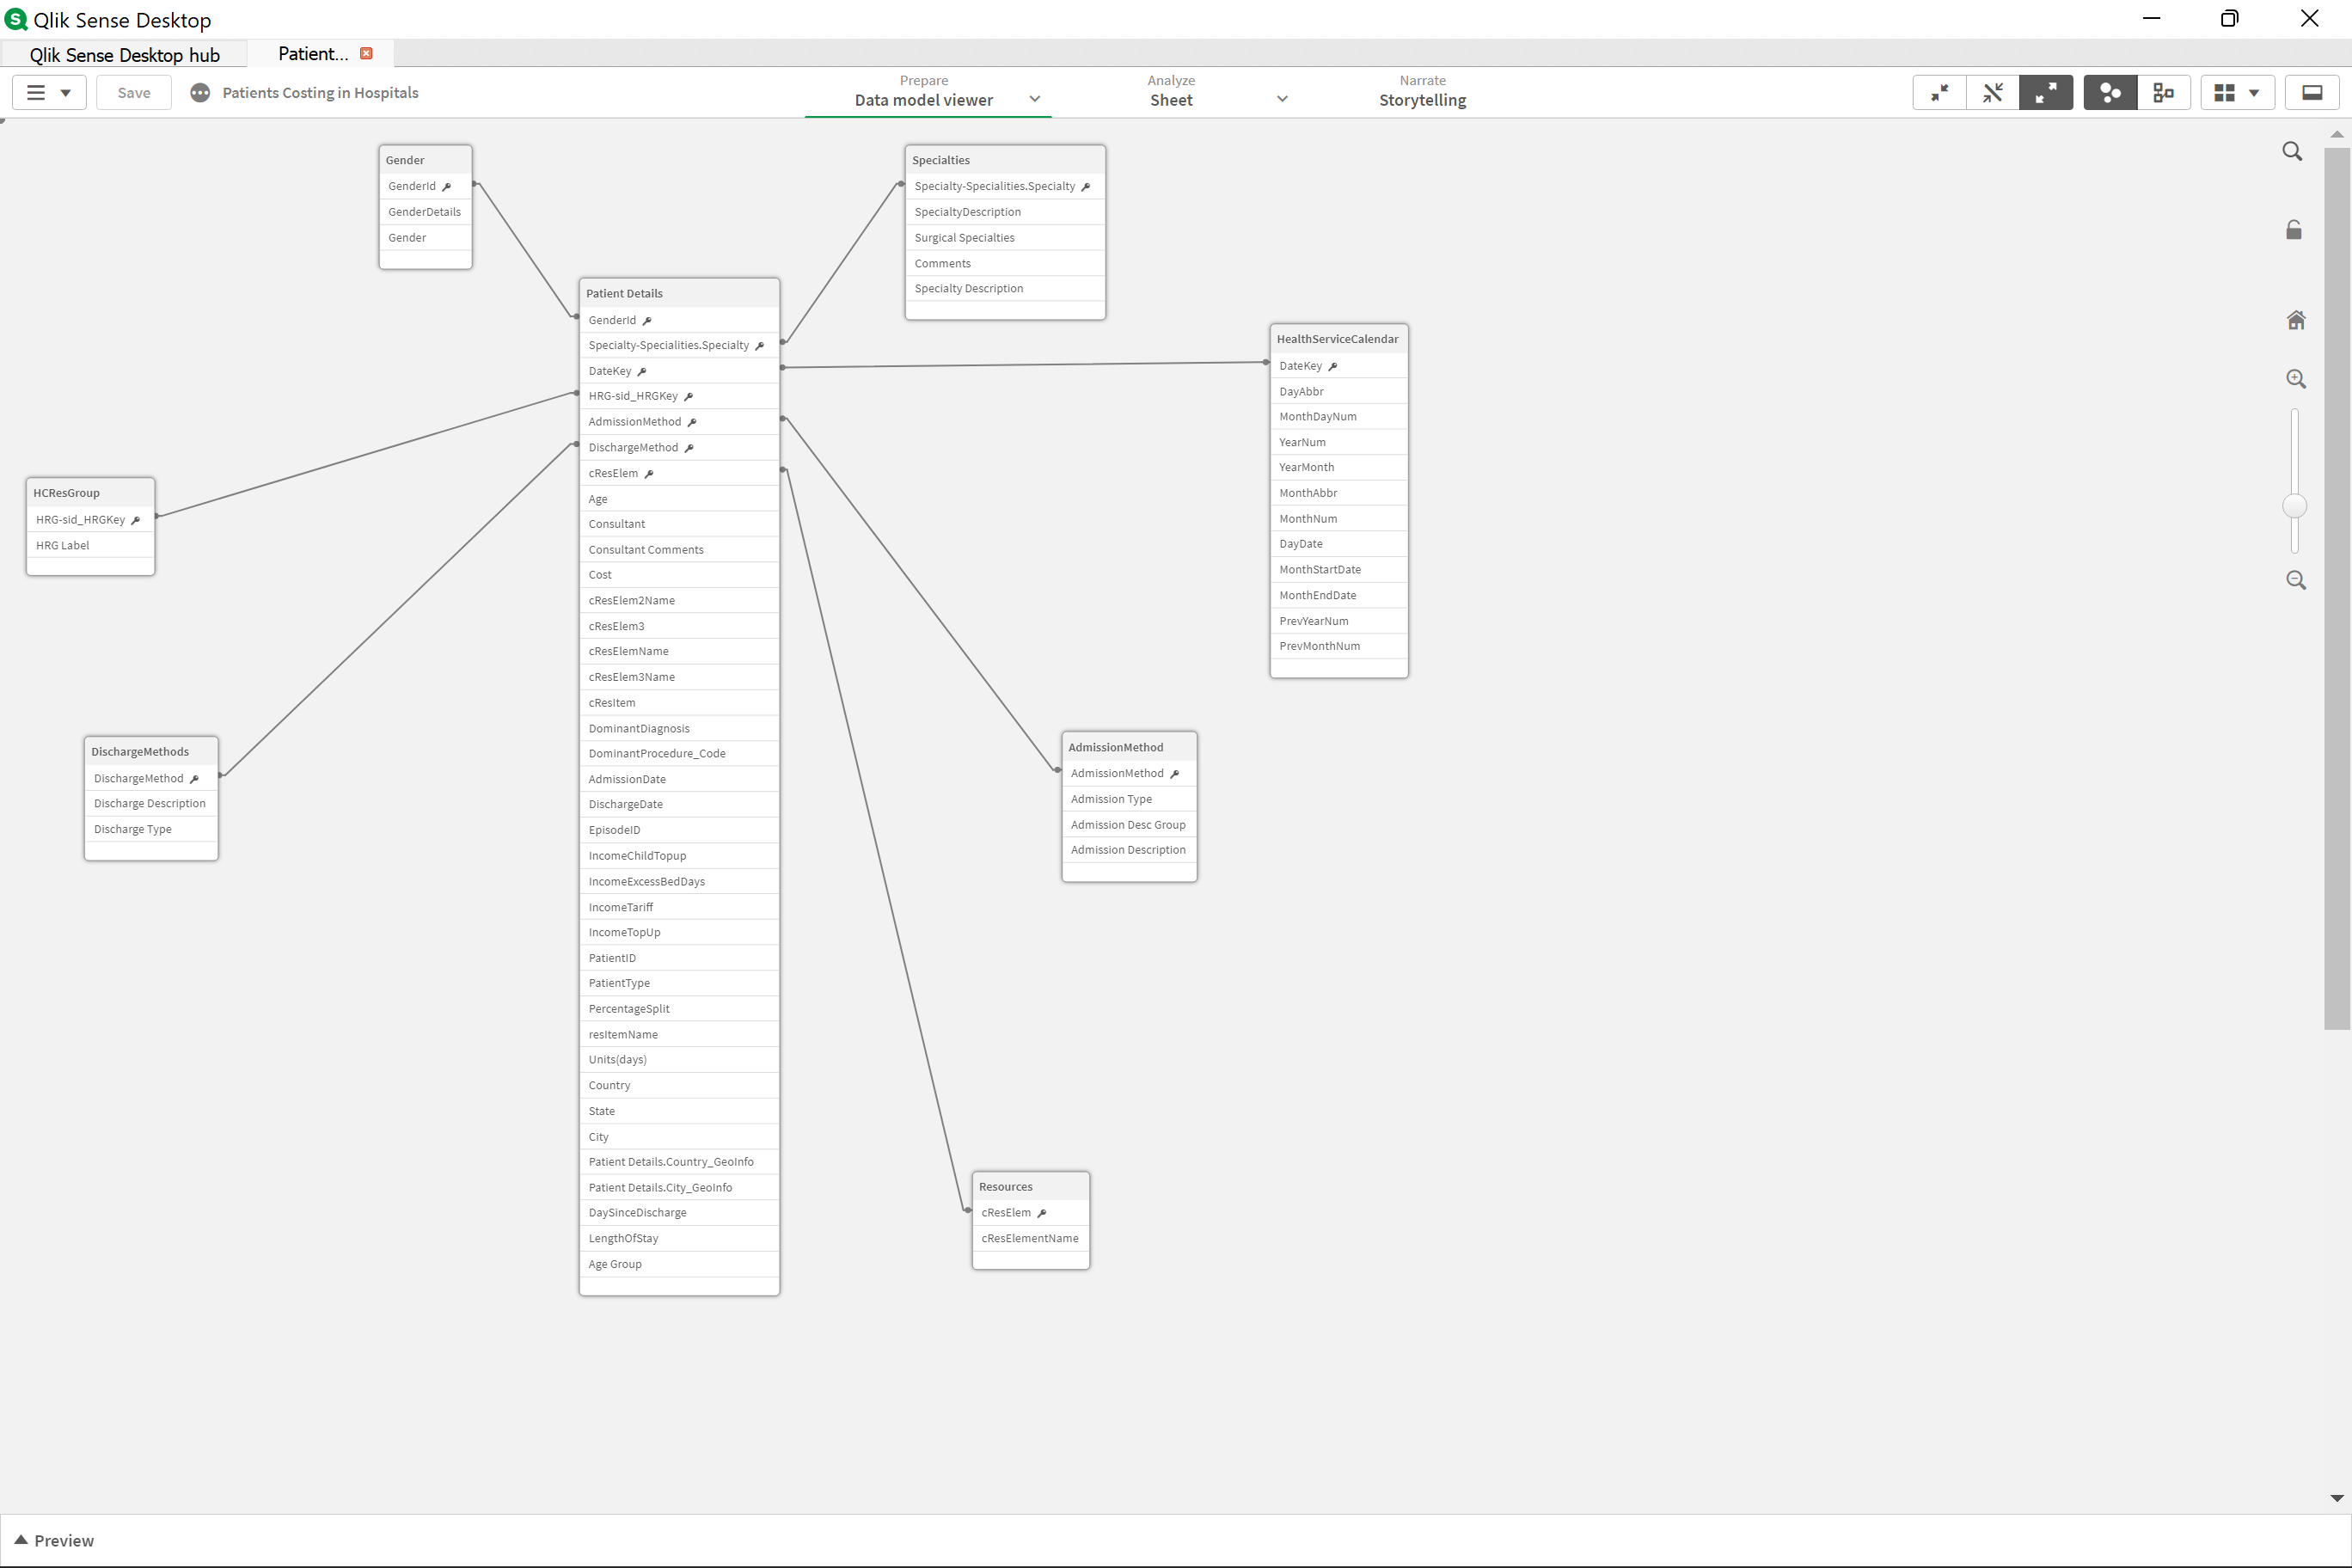 Qlik Sense Desktop
Qlik Sense Desktop hub
Patient...
Save
Patients Costing in Hospitals
Prepare
Data model viewer
Analyze
Sheet
Narrate
Storytelling
Gender
GenderId
GenderDetails
Gender
Specialties
Specialty-Specialities.Specialty
SpecialtyDescription
Surgical Specialties
Comments
Specialty Description
Patient Details
GenderId
Specialty-Specialities.Specialty
DateKey
HRG-sid_HRGKey
AdmissionMethod
DischargeMethod
cResElem
Age
Consultant
Consultant Comments
Cost
cResElem2Name
cResElem3
cResElemName
cResElem3Name
cResItem
DominantDiagnosis
DominantProcedure_Code
AdmissionDate
DischargeDate
EpisodeID
IncomeChildTopup
IncomeExcessBedDays
IncomeTariff
IncomeTopUp
PatientID
PatientType
PercentageSplit
resItemName
Units(days)
Country
State
City
Patient Details.Country_GeoInfo
Patient Details.City_GeoInfo
DaySinceDischarge
LengthOfStay
Age Group
HealthServiceCalendar
DateKey
DayAbbr
MonthDayNum
YearNum
YearMonth
MonthAbbr
MonthNum
DayDate
MonthStartDate
MonthEndDate
PrevYearNum
PrevMonthNum
HCResGroup
HRG-sid_HRGKey
HRG Label
DischargeMethods
DischargeMethod
Discharge Description
Discharge Type
AdmissionMethod
AdmissionMethod
Admission Type
Admission Desc Group
Admission Description
Resources
cResElem
cResElementName
Preview